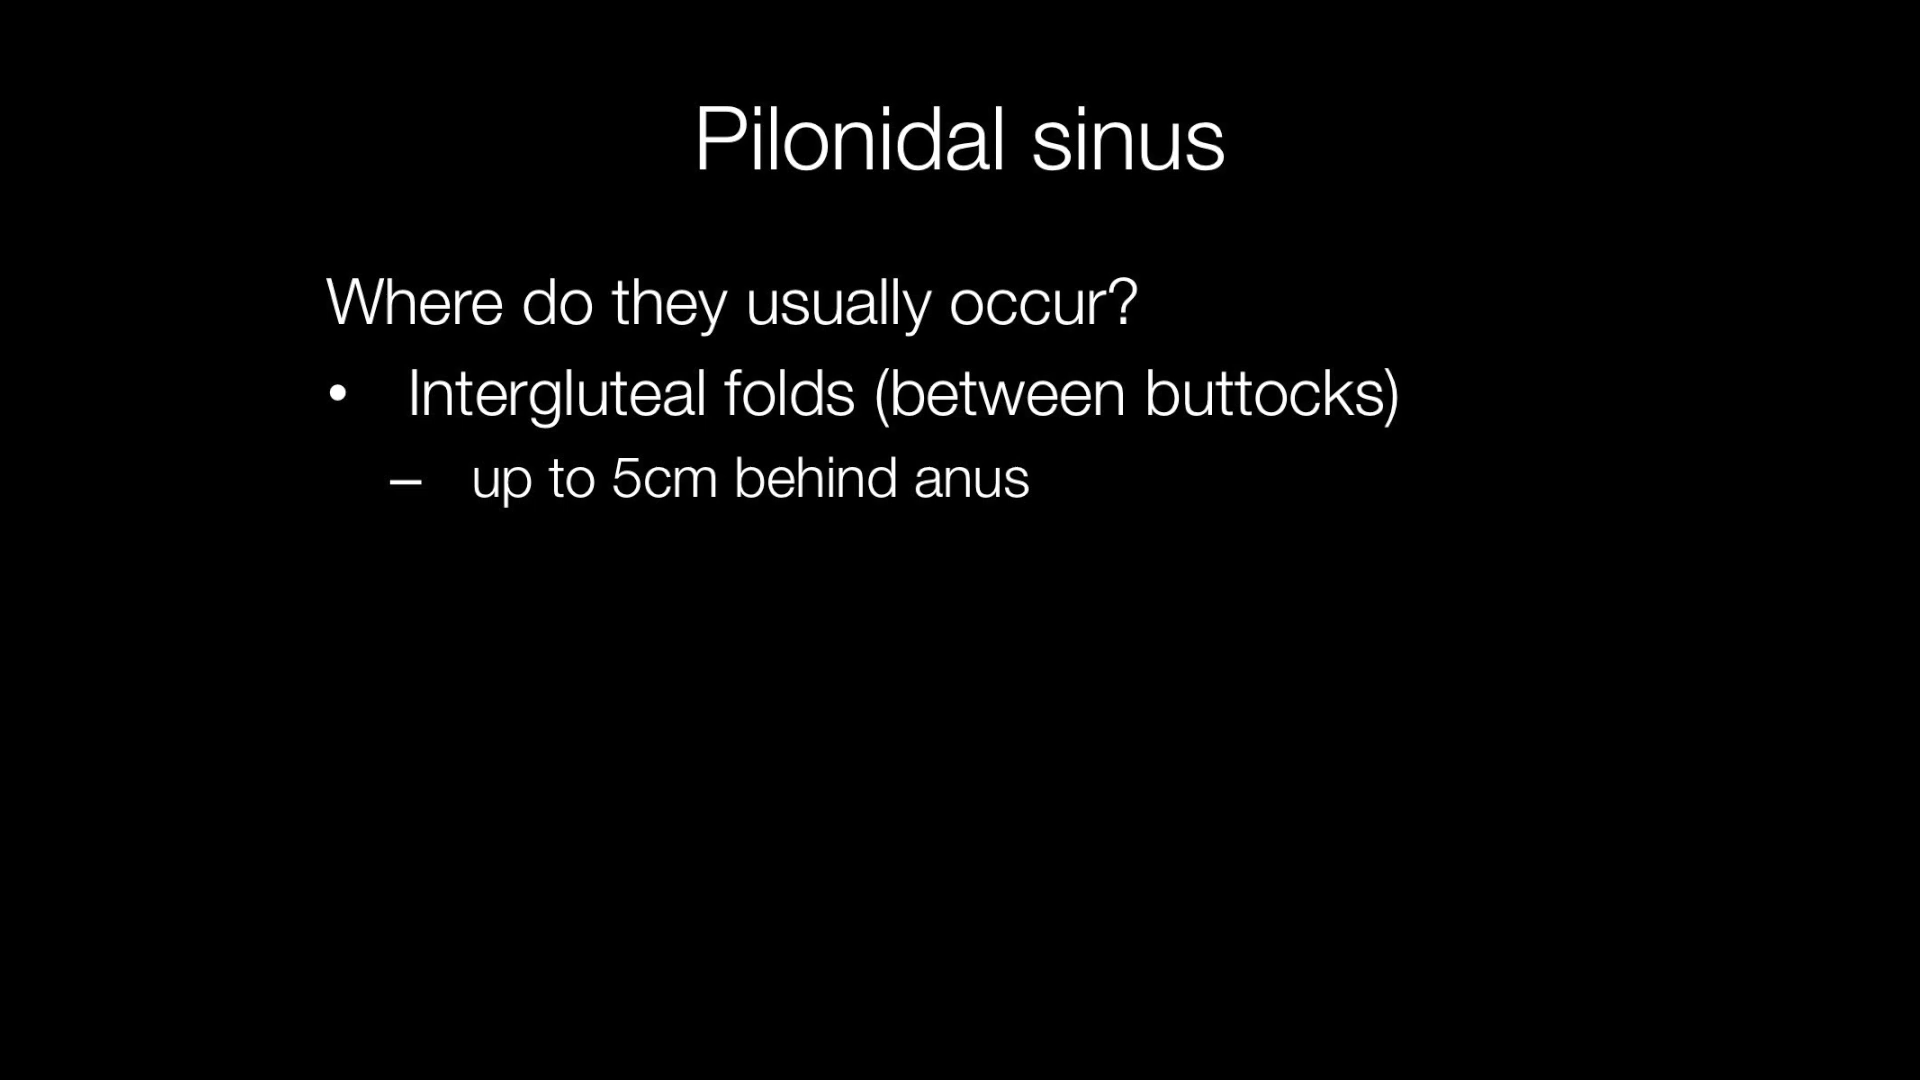 Pilonidal sinus
Where do they usually occur?
• Intergluteal folds (between buttocks)
– up to 5cm behind anus